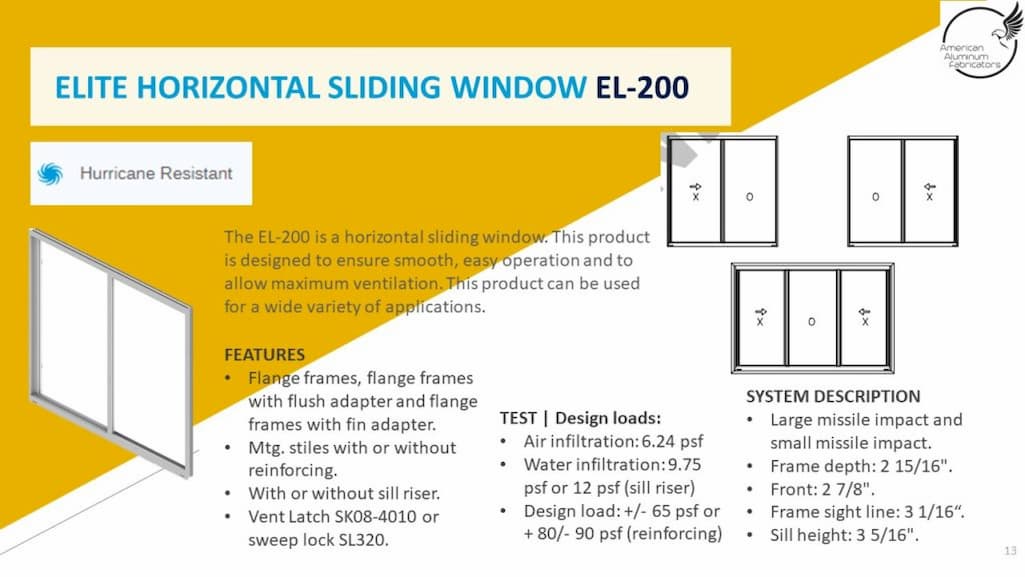 American
Aluminum
Fabricators
ELITE HORIZONTAL SLIDING WINDOW EL-200
Hurricane Resistant
The EL-200 is a horizontal sliding window. This product
is designed to ensure smooth, easy operation and to
allow maximum ventilation. This product can be used
for a wide variety of applications.
FEATURES
• Flange frames, flange frames
with flush adapter and flange
frames with fin adapter.
• Mtg. stiles with or without
reinforcing.
• With or without sill riser.
• Vent Latch SK08-4010 or
sweep lock SL320.
TEST | Design loads:
• Air infiltration: 6.24 psf
• Water infiltration: 9.75
psf or 12 psf (sill riser)
• Design load: +/- 65 psf or
+ 80/- 90 psf (reinforcing)
X O
O X
X O X
SYSTEM DESCRIPTION
• Large missile impact and
small missile impact.
• Frame depth: 2 15/16".
• Front: 2 7/8".
• Frame sight line: 3 1/16“.
• Sill height: 3 5/16".
13